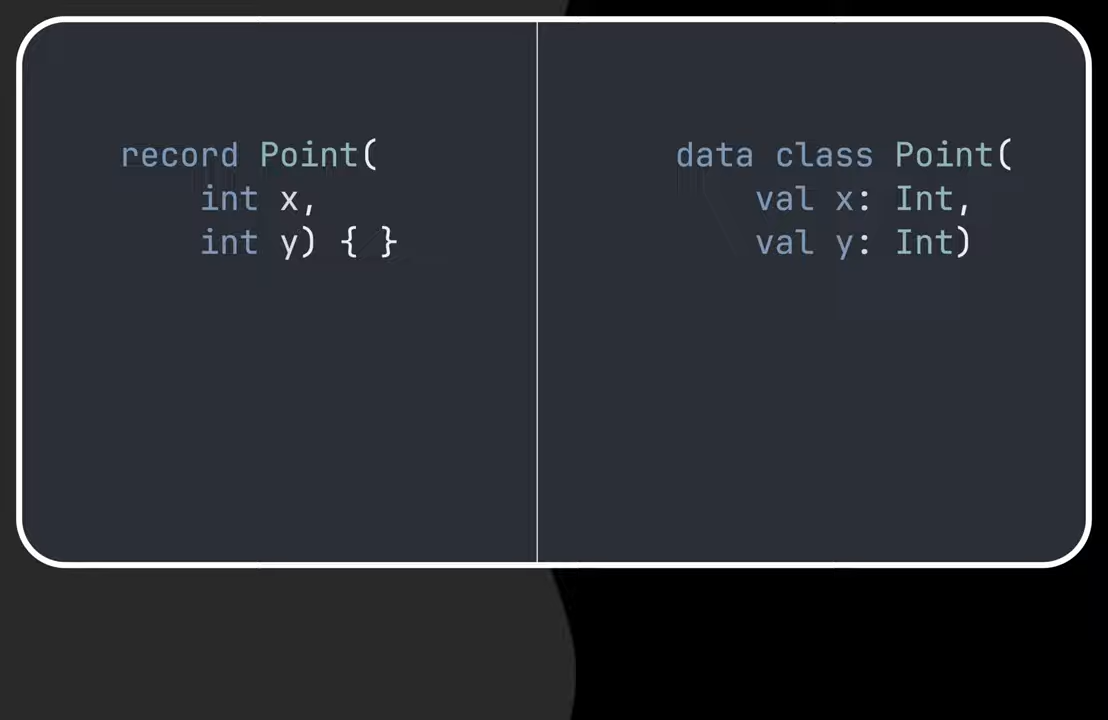 record Point(
    int x,
    int y) { }
data class Point(
    val x: Int,
    val y: Int)